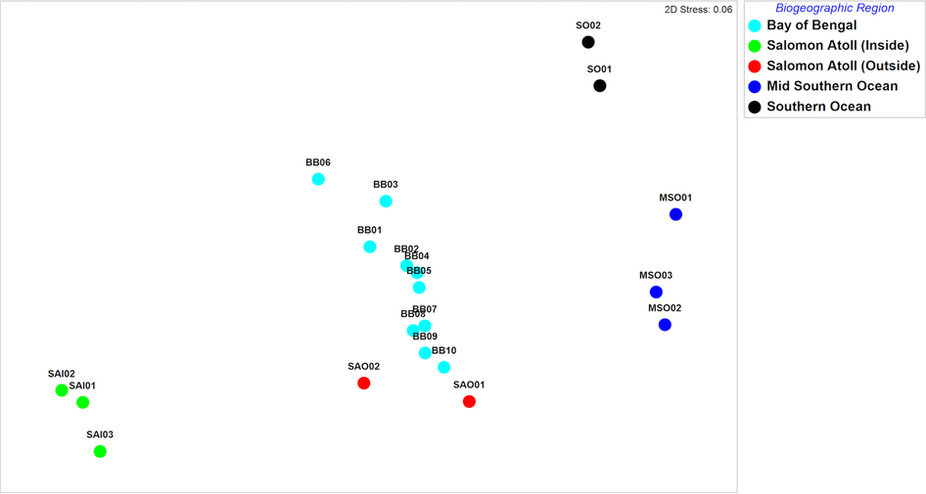 2D Stress: 0.06
Biogeographic Region
Bay of Bengal
Salomon Atoll (Inside)
Salomon Atoll (Outside)
Mid Southern Ocean
Southern Ocean
SO02
SO01
BB06
BB03
MSO01
BB01
BB02
BB04
BB05
MSO03
MSO02
BB07
BB08
BB09
BB10
SAO02
SAI02
SAI01
SAO01
SAI03